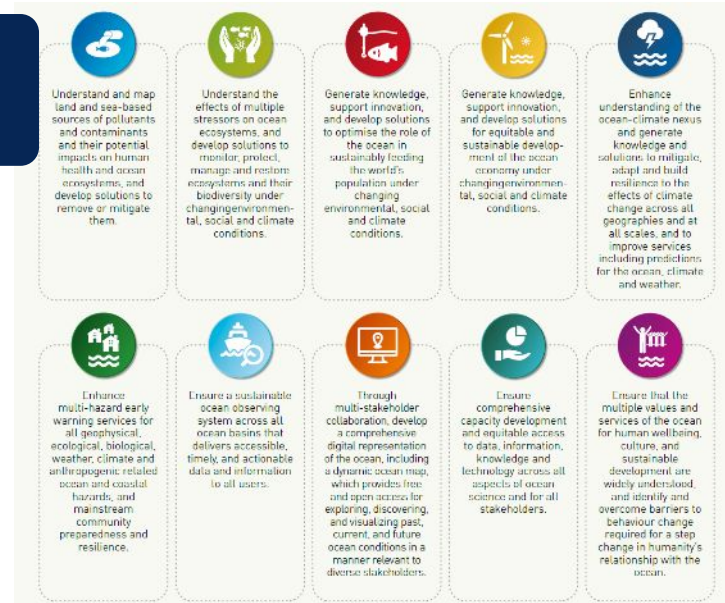 Understand and map
land and sea-based
sources of pollutants
and contaminants
and their potential
impacts on human
health and ocean
ecosystems, and
develop solutions to
remove or mitigate
them.
Understand the
effects of multiple
stressors on ocean
ecosystems, and
develop solutions to
monitor, protect,
manage and restore
ecosystems and their
biodiversity under
changingenvironmen-
tal, social and climate
conditions.
Generate knowledge,
support innovation,
and develop solutions
to optimise the role of
the ocean in
sustainably feeding
the world's
population under
changing
environmental, social
and climate
conditions.
Generate knowledge,
support innovation,
and develop solutions
for equitable and
sustainable develop-
ment of the ocean
economy under
changingenvironmen-
tal, social and climate
conditions.
Enhance
understanding of the
ocean-climate nexus
and generate
knowledge and
solutions to mitigate,
adapt and build
resilience to the
effects of climate
change across all
geographies and at
all scales, and to
improve services
including predictions
for the ocean, climate
and weather.
Enhance
multi-hazard early
warning services for
all geophysical,
ecological, biological,
weather, climate and
anthropogenic related
ocean and coastal
hazards, and
mainstream
community
preparedness and
resilience.
Ensure a sustainable
ocean observing
system across all
ocean basins that
delivers accessible,
timely, and actionable
data and information
to all users.
Through
multi-stakeholder
collaboration, develop
a comprehensive
digital representation
of the ocean, including
a dynamic ocean map,
which provides free
and open access for
exploring, discovering,
and visualizing past,
current, and future
ocean conditions in a
manner relevant to
diverse stakeholders.
Ensure
comprehensive
capacity development
and equitable access
to data, information,
knowledge and
technology across all
aspects of ocean
science and for all
stakeholders.
Ensure that the
multiple values and
services of the ocean
for human wellbeing,
culture, and
sustainable
development are
widely understood,
and identify and
overcome barriers to
behaviour change
required for a step
change in humanity's
relationship with the
ocean.